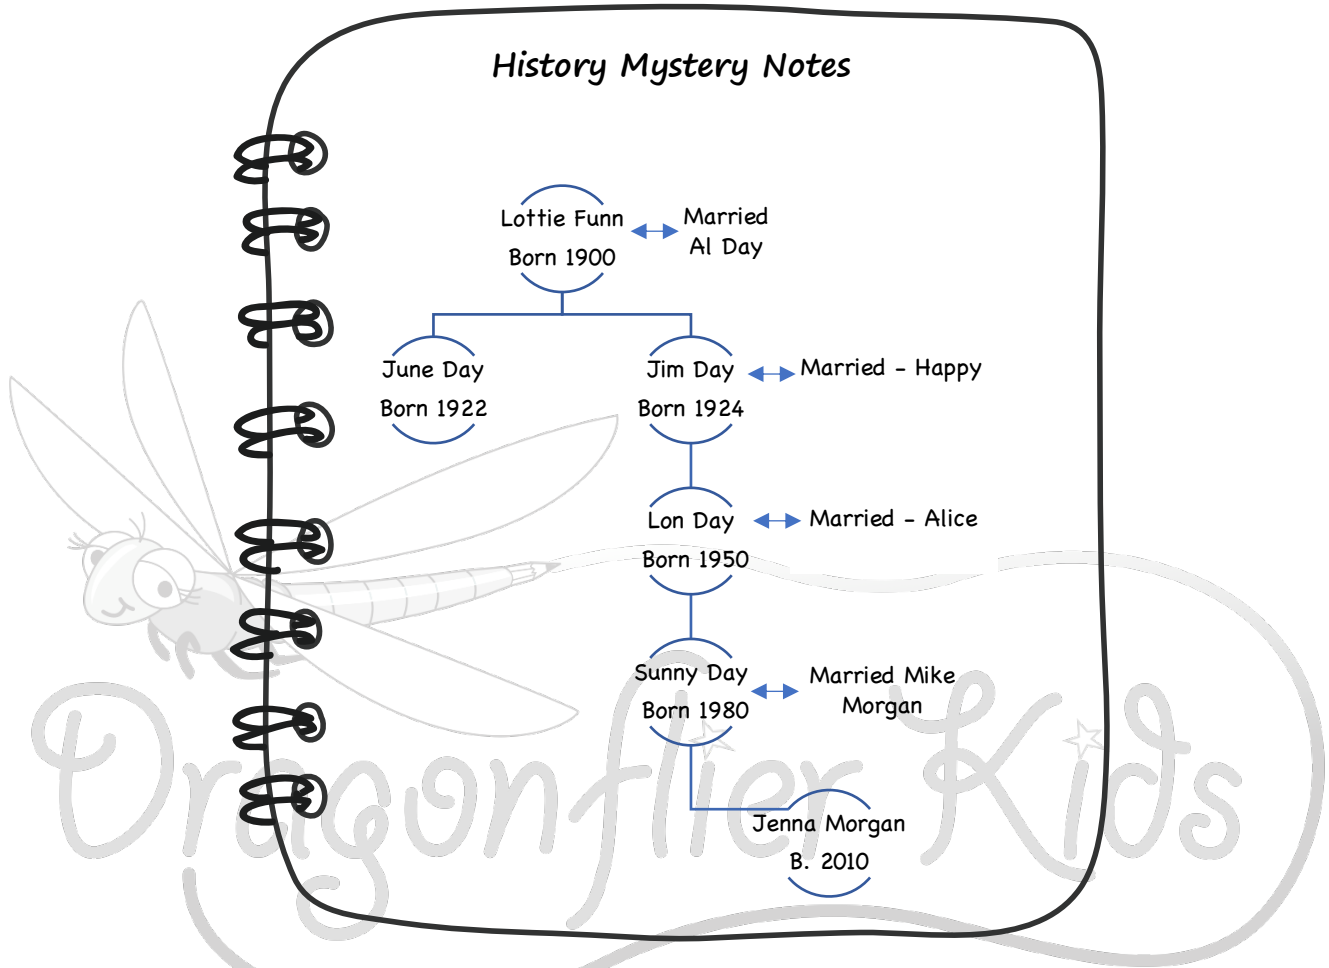 History Mystery Notes
Lottie Funn
Born 1900
Married
Al Day
June Day
Born 1922
Jim Day
Born 1924
Married - Happy
Lon Day
Born 1950
Married - Alice
Sunny Day
Born 1980
Married Mike
Morgan
Jenna Morgan
B. 2010
Dragonflier Kids